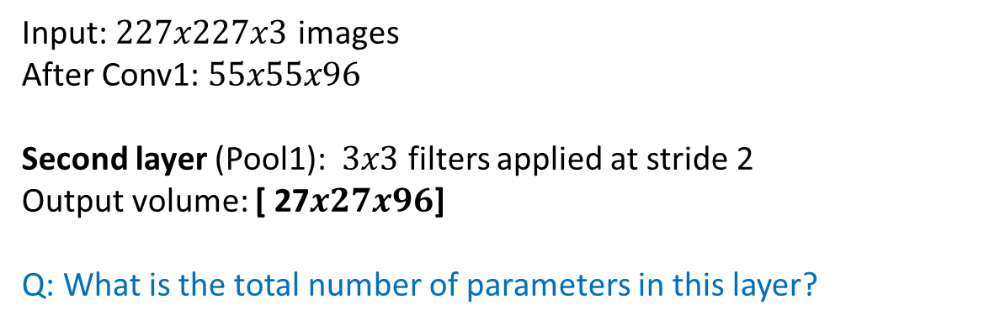 Input: 227x227x3 images
After Conv1: 55x55x96
Second layer (Pool1): 3x3 filters applied at stride 2
Output volume: [ 27x27x96]
Q: What is the total number of parameters in this layer?